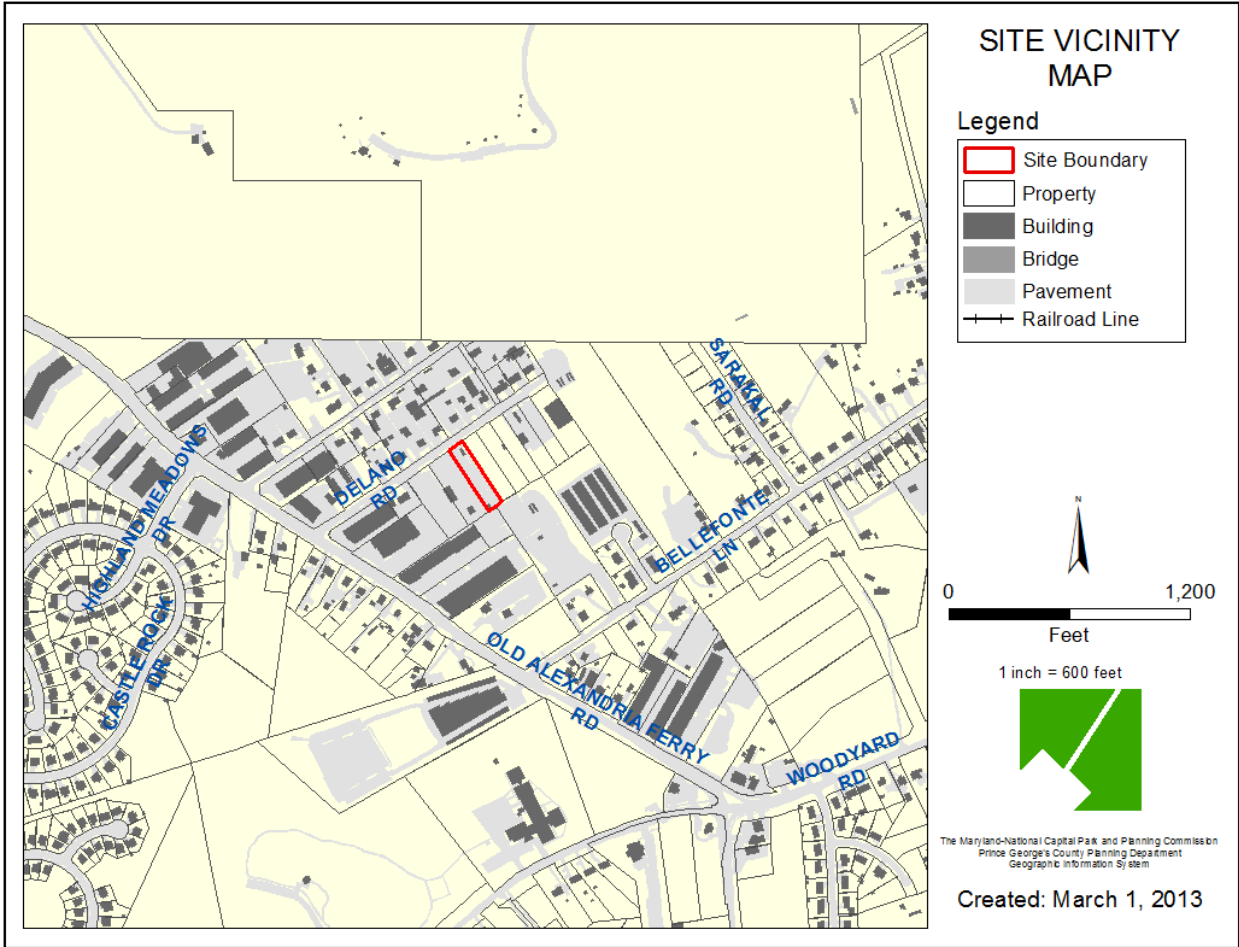 SITE VICINITY
MAP
Legend
Site Boundary
Property
Building
Bridge
Pavement
Railroad Line
SARAKAL
RD
HIGHLAND MEADOWS
DR
DELANO
RD
BELLEFONTE
LN
CASTLE ROCK
DR
OLD ALEXANDRIA FERRY
RD
WOODYARD
RD
N
0 1,200
Feet
1 inch = 600 feet
The Maryland-National Capital Park and Planning Commission
Prince George's County Planning Department
Geographic Information System
Created: March 1, 2013